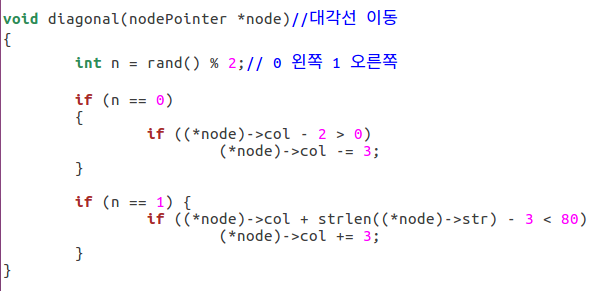 void diagonal(nodePointer *node)//대각선 이동
{
        int n = rand() % 2;// 0 왼쪽 1 오른쪽

        if (n == 0)
        {
                if ((*node)->col - 2 > 0)
                        (*node)->col -= 3;
        }

        if (n == 1) {
                if ((*node)->col + strlen((*node)->str) - 3 < 80)
                        (*node)->col += 3;
        }
}